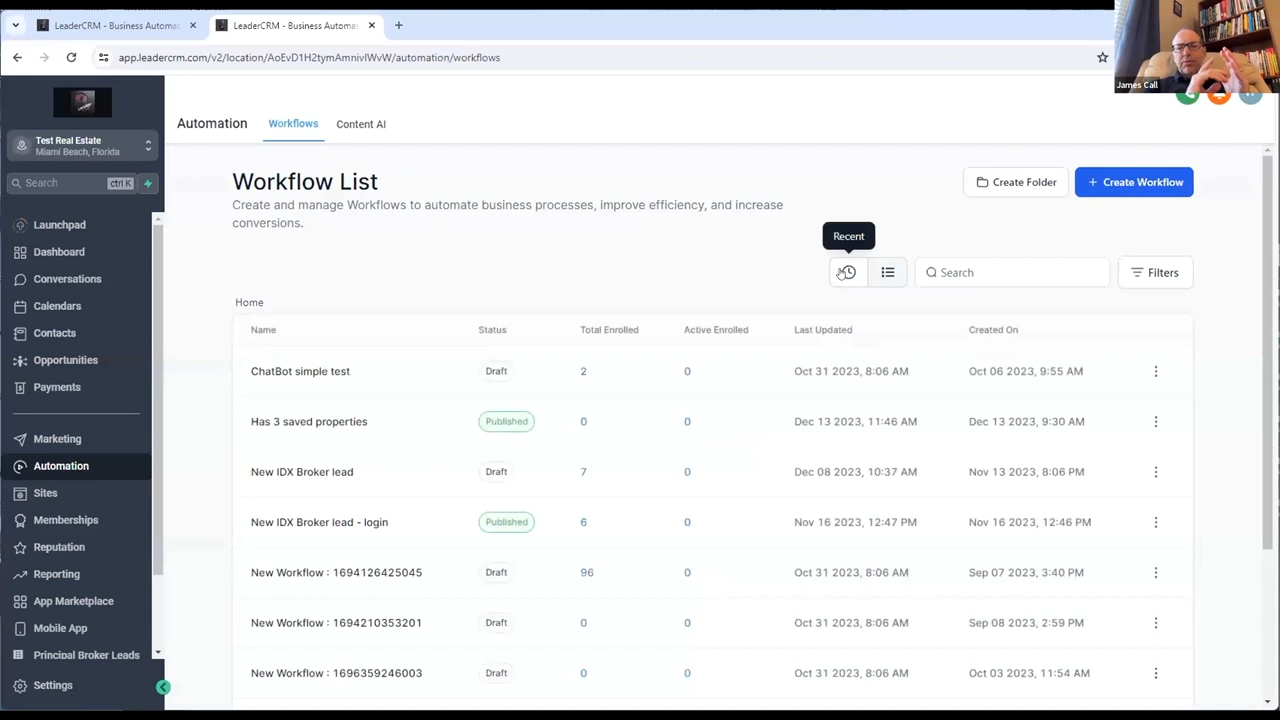 LeaderCRM - Business Automat
LeaderCRM - Business Automat
app.leadercrm.com/v2/location/AoEvD1H2tymAmnivIWvW/automation/workflows
James Call
Test Real Estate
Miami Beach, Florida
Search
ctrl K
Launchpad
Dashboard
Conversations
Calendars
Contacts
Opportunities
Payments
Marketing
Automation
Sites
Memberships
Reputation
Reporting
App Marketplace
Mobile App
Principal Broker Leads
Settings
Automation
Workflows
Content AI
Workflow List
Create and manage Workflows to automate business processes, improve efficiency, and increase
conversions.
Create Folder
+ Create Workflow
Recent
Search
Filters
Home
Name Status Total Enrolled Active Enrolled Last Updated Created On
ChatBot simple test Draft 2 0 Oct 31 2023, 8:06 AM Oct 06 2023, 9:55 AM
Has 3 saved properties Published 0 0 Dec 13 2023, 11:46 AM Dec 13 2023, 9:30 AM
New IDX Broker lead Draft 7 0 Dec 08 2023, 10:37 AM Nov 13 2023, 8:06 PM
New IDX Broker lead - login Published 6 0 Nov 16 2023, 12:47 PM Nov 16 2023, 12:46 PM
New Workflow : 1694126425045 Draft 96 0 Oct 31 2023, 8:06 AM Sep 07 2023, 3:40 PM
New Workflow : 1694210353201 Draft 0 0 Oct 31 2023, 8:06 AM Sep 08 2023, 2:59 PM
New Workflow : 1696359246003 Draft 0 0 Oct 31 2023, 8:06 AM Oct 03 2023, 11:54 AM